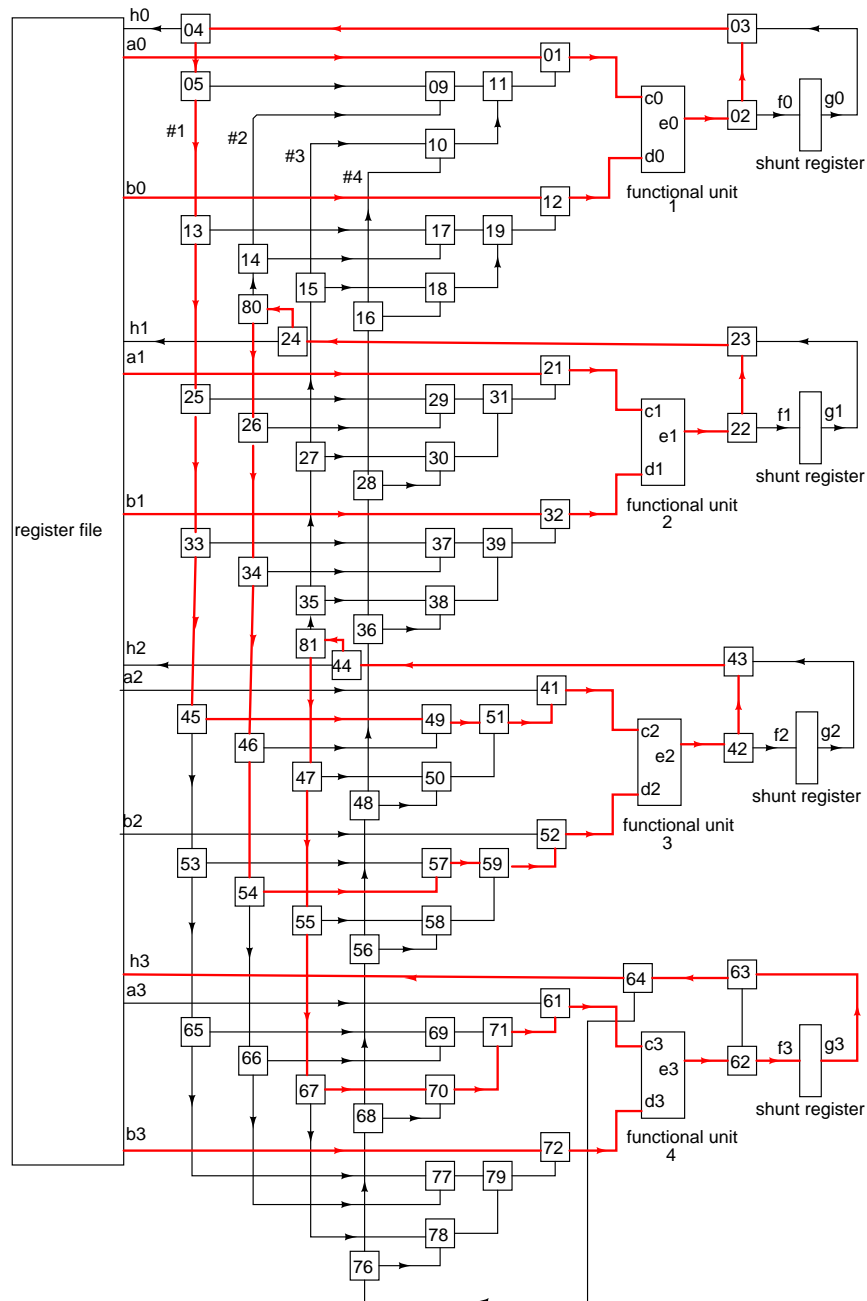 h0
04
03
a0
01
05
09
11
c0
e0
02
f0
g0
#1
#2
#3
10
#4
d0
shunt register
b0
12
functional unit
1
13
17
19
14
15
18
80
16
h1
24
23
a1
21
25
29
31
26
c1
e1
22
f1
g1
27
30
28
d1
shunt register
b1
32
functional unit
2
register file
33
37
39
34
35
38
36
81
h2
44
43
a2
41
45
49
51
46
c2
e2
42
f2
g2
47
50
48
d2
shunt register
b2
52
functional unit
3
53
57
59
54
55
58
56
h3
64
63
a3
61
65
69
71
66
c3
e3
62
f3
g3
67
70
68
d3
shunt register
b3
72
functional unit
4
77
79
78
76